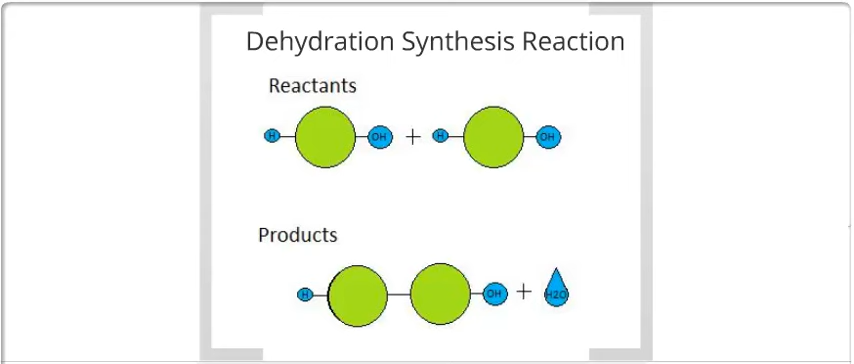 Dehydration Synthesis Reaction
Reactants
H OH + H OH
Products
H OH + H2O